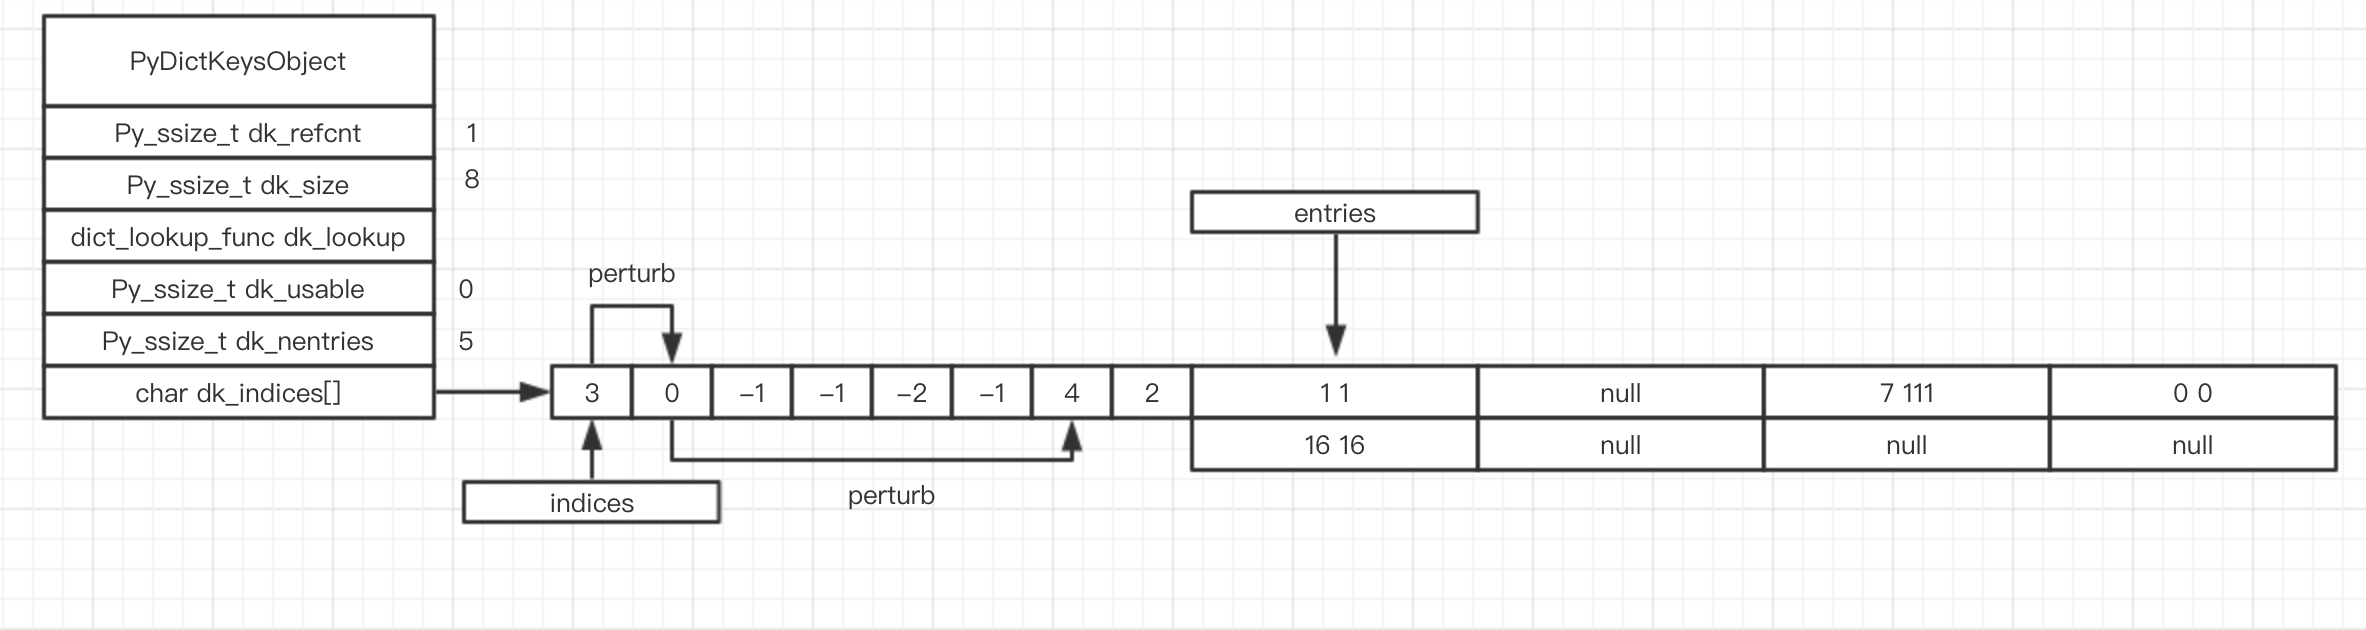 PyDictKeysObject
Py_ssize_t dk_refcnt
1
Py_ssize_t dk_size
8
dict_lookup_func dk_lookup
Py_ssize_t dk_usable
0
Py_ssize_t dk_nentries
5
char dk_indices[]
entries
perturb
3 0 –1 –1 –2 –1 4 2 1 1 null 7 111 0 0
16 16 null null null
indices
perturb